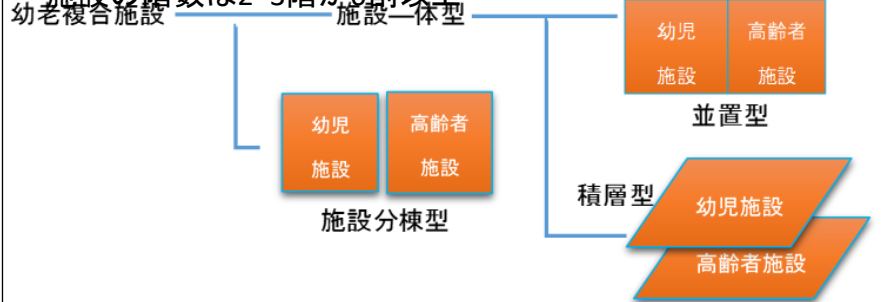 幼老複合施設
施設一体型
幼児
施設
高齢者
施設
並置型
幼児
施設
高齢者
施設
施設分棟型
積層型
幼児施設
高齢者施設